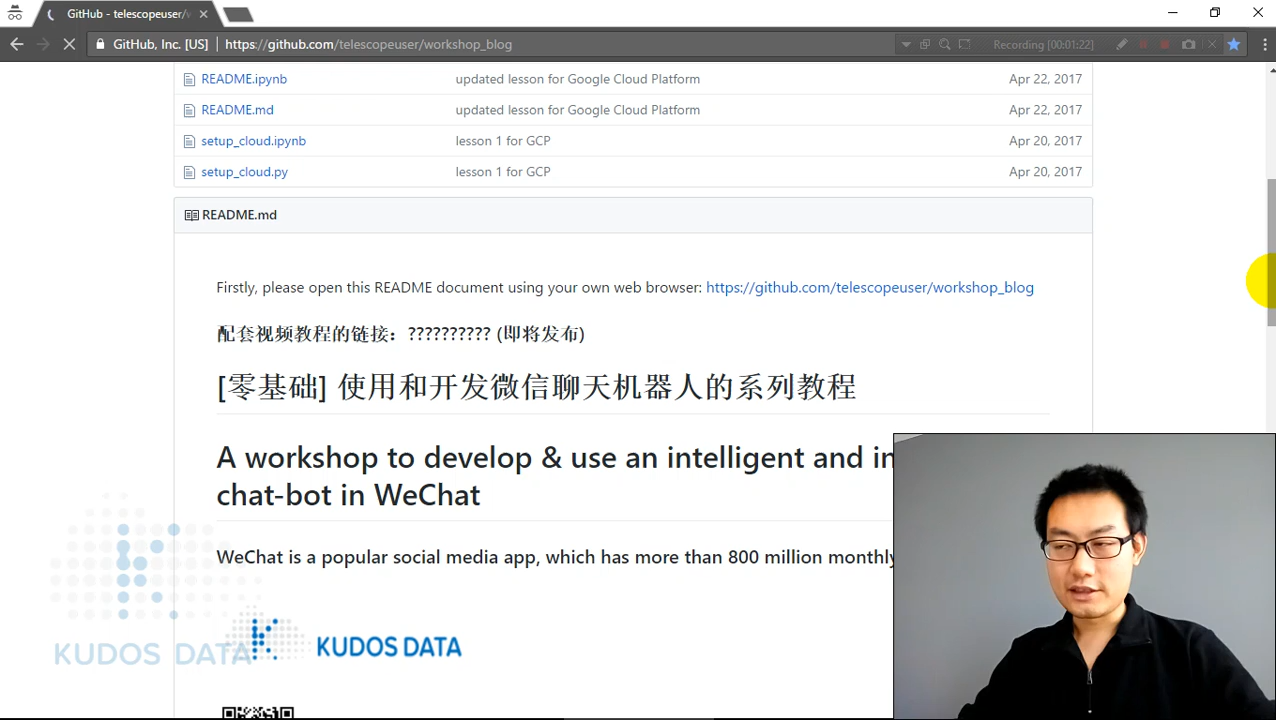 GitHub - telescopeuser/w
GitHub, Inc. [US] https://github.com/telescopeuser/workshop_blog Recording [00:01:22]
README.ipynb updated lesson for Google Cloud Platform Apr 22, 2017
README.md updated lesson for Google Cloud Platform Apr 22, 2017
setup_cloud.ipynb lesson 1 for GCP Apr 20, 2017
setup_cloud.py lesson 1 for GCP Apr 20, 2017
README.md
Firstly, please open this README document using your own web browser: https://github.com/telescopeuser/workshop_blog
配套视频教程的链接：?????????? (即将发布)
[零基础] 使用和开发微信聊天机器人的系列教程
A workshop to develop & use an intelligent and in
chat-bot in WeChat
WeChat is a popular social media app, which has more than 800 million monthly
KUDOS DATA
KUDOS DATA